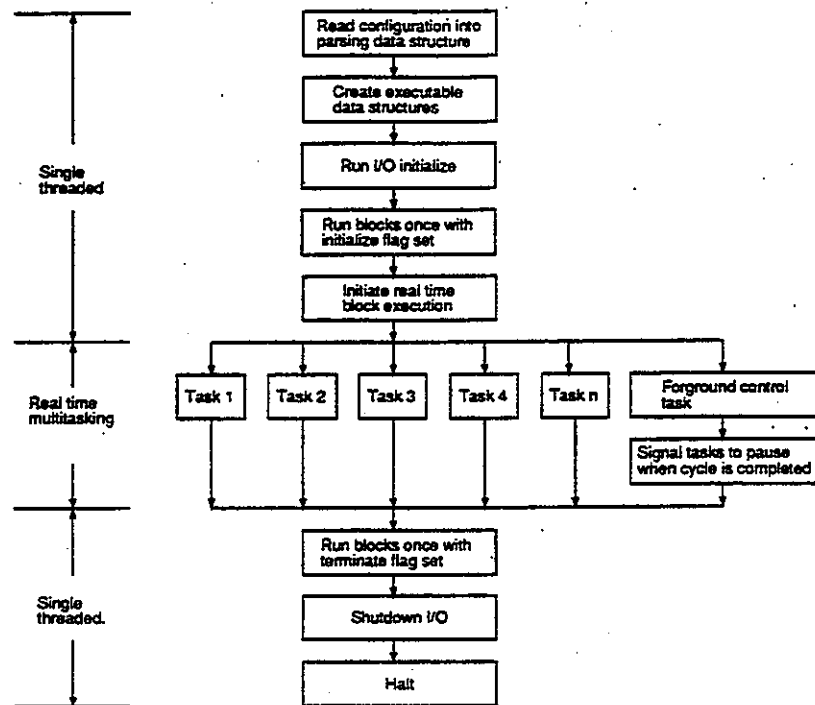 Read configuration into
parsing data structure
Create executable
data structures
Single
threaded
Run I/O initialize
Run blocks once with
initialize flag set
Initiate real time
block execution
Real time
multitasking
Task 1
Task 2
Task 3
Task 4
Task n
Forground control
task
Signal tasks to pause
when cycle is completed
Run blocks once with
terminate flag set
Single
threaded.
Shutdown I/O
Halt